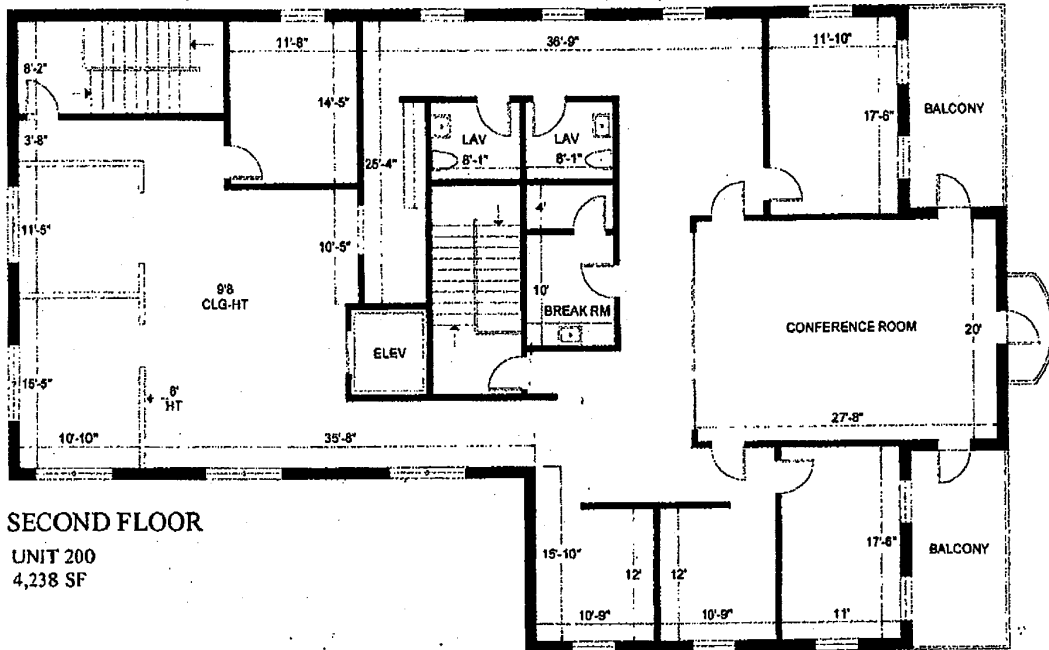 11'-8"
36'-9"
11'-10"
8'-2"
14'-5"
17'-6"
BALCONY
3'-8"
LAV
8'-1"
LAV
8'-1"
25'-4"
4'
11'-5"
10'-5"
9'8
CLG-HT
10'
BREAK RM
CONFERENCE ROOM
20'
ELEV
15'-5"
8'
HT
27'-8"
10'-10"
35'-8"
SECOND FLOOR
UNIT 200
4,238 SF
15'-10"
12'
12'
17'-6"
BALCONY
10'-9"
10'-9"
11'